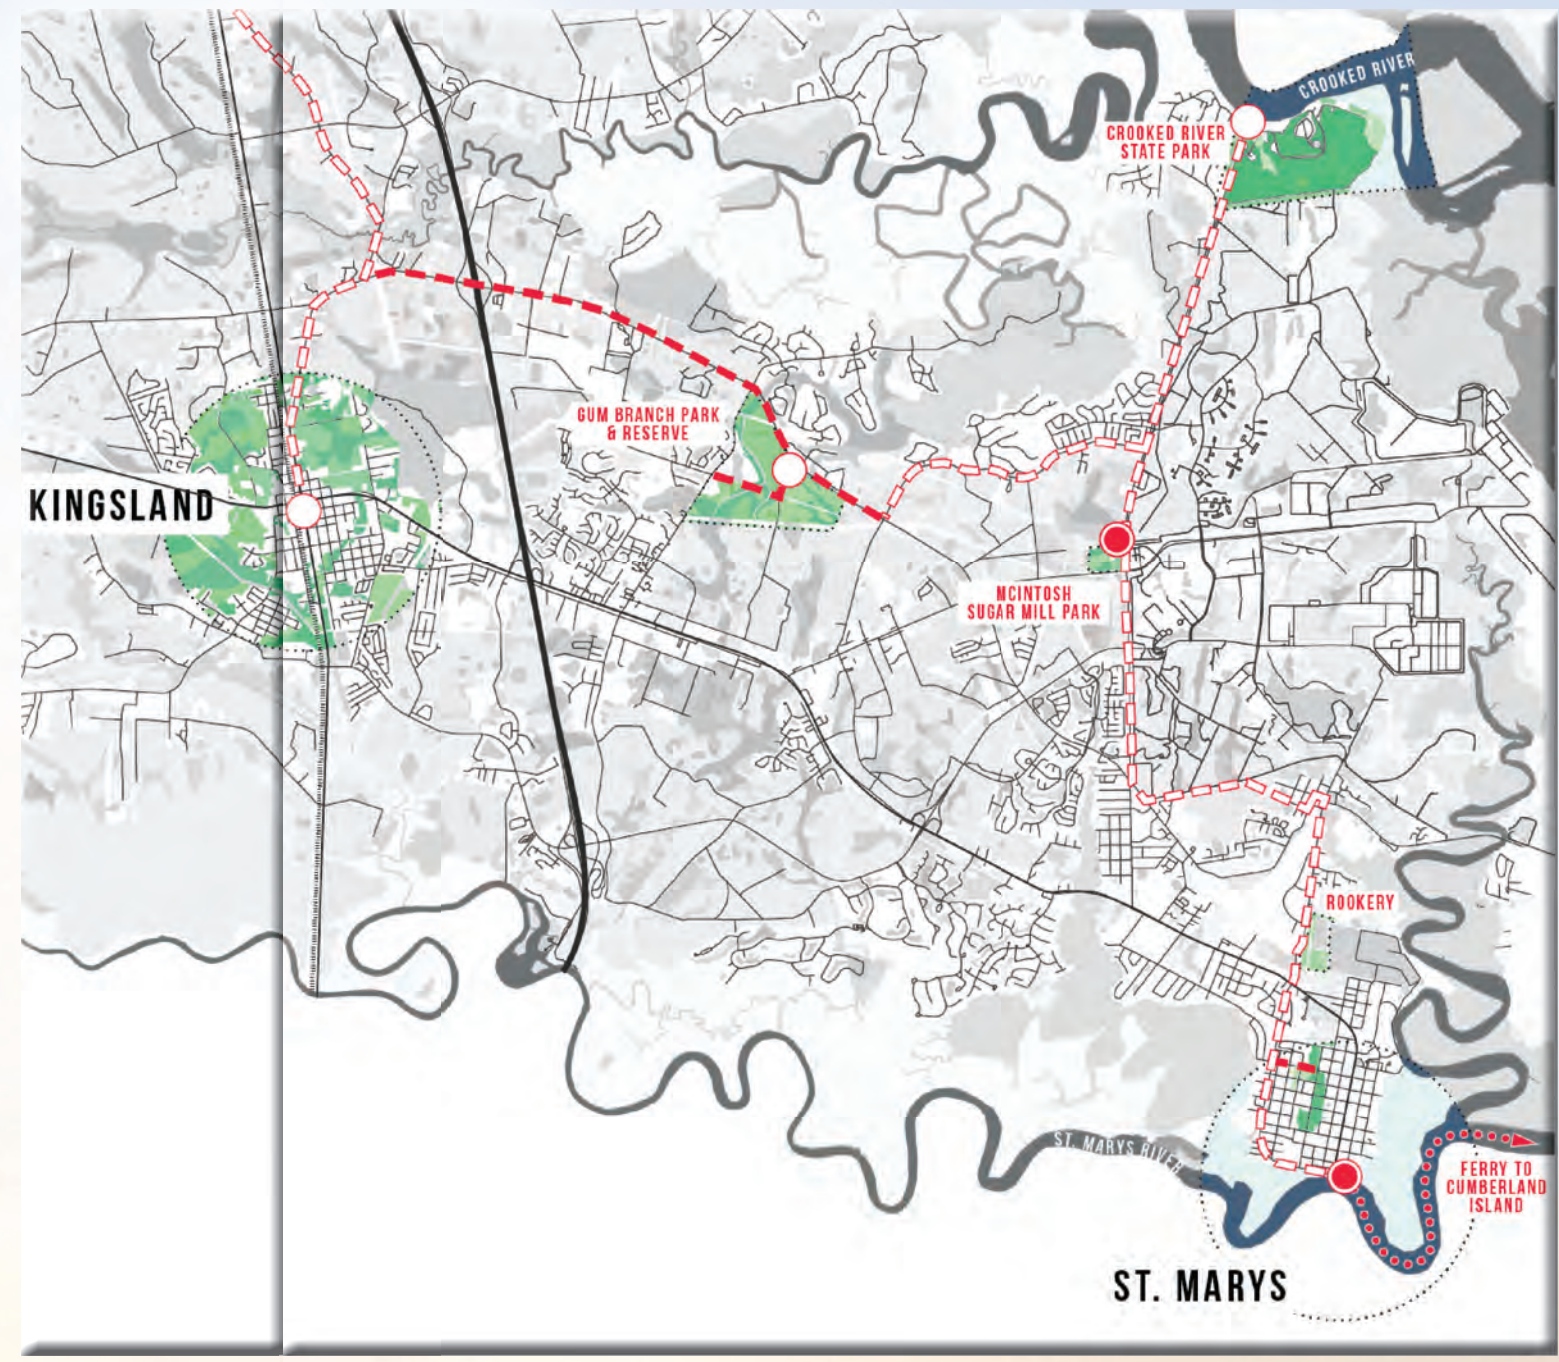 CROOKED RIVER
CROOKED RIVER
STATE PARK
GUM BRANCH PARK
& RESERVE
KINGSLAND
MCINTOSH
SUGAR MILL PARK
ROOKERY
ST. MARYS RIVER
FERRY TO
CUMBERLAND
ISLAND
ST. MARYS